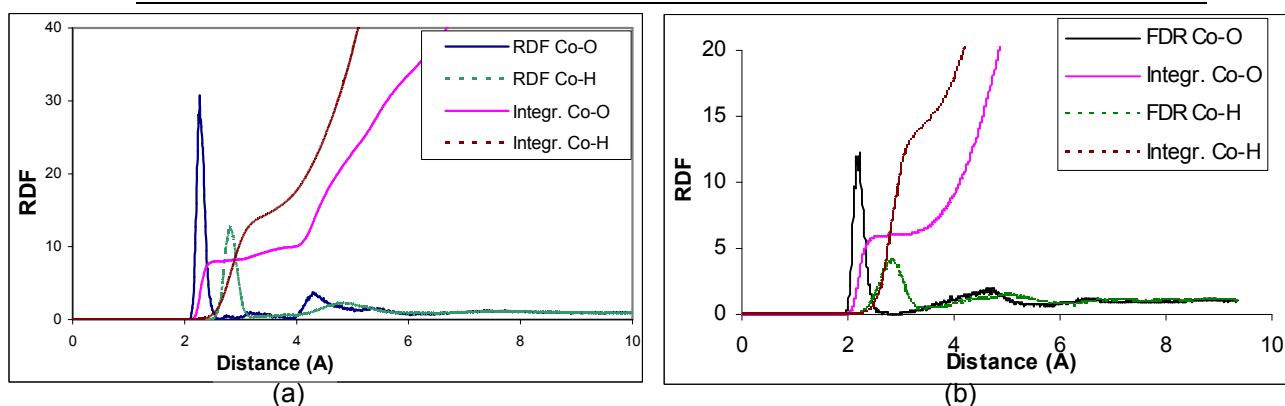 RDF
40
30
20
10
0
0
2
4
6
8
10
Distance (A)
RDF Co-O
RDF Co-H
Integr. Co-O
Integr. Co-H
(a)
RDF
20
15
10
5
0
0
2
4
6
8
10
Distance (A)
FDR Co-O
Integr. Co-O
FDR Co-H
Integr. Co-H
(b)